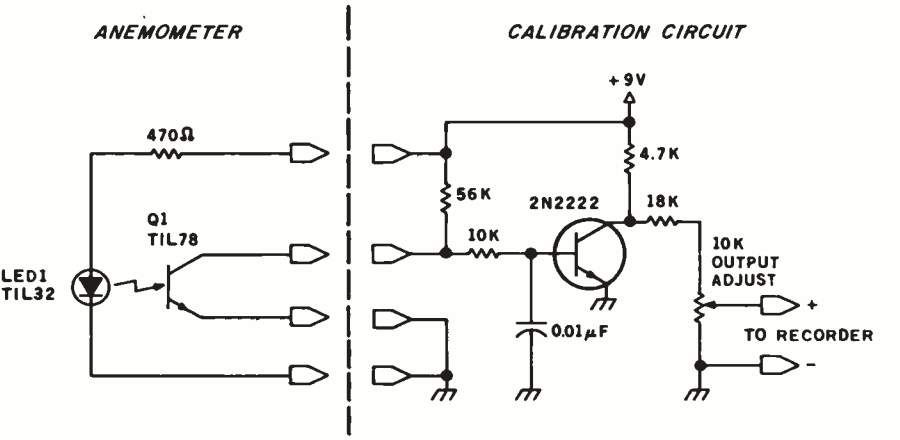 ANEMOMETER
CALIBRATION CIRCUIT
+9V
470Ω
4.7K
56K
2N2222
18K
Q1
TIL78
10K
10K
OUTPUT
ADJUST
LED1
TIL32
+
0.01µF
TO RECORDER
-